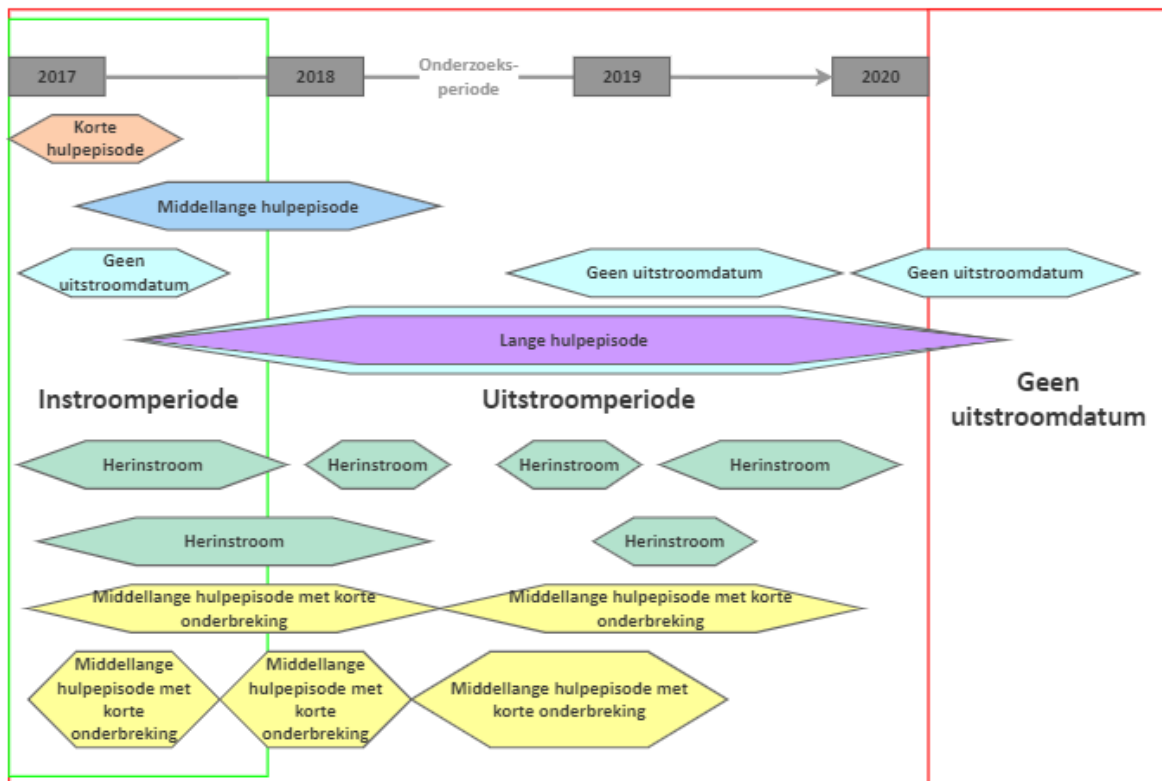 2017
2018
Onderzoeks-
periode
2019
2020
Korte
hulpepisode
Middellange hulpepisode
Geen
uitstroomdatum
Geen uitstroomdatum
Geen uitstroomdatum
Lange hulpepisode
Instroomperiode
Uitstroomperiode
Geen
uitstroomdatum
Herinstroom
Herinstroom
Herinstroom
Herinstroom
Herinstroom
Herinstroom
Middellange hulpepisode met korte
onderbreking
Middellange hulpepisode met korte
onderbreking
Middellange
hulpepisode met
korte
onderbreking
Middellange
hulpepisode met
korte
onderbreking
Middellange hulpepisode met
korte onderbreking